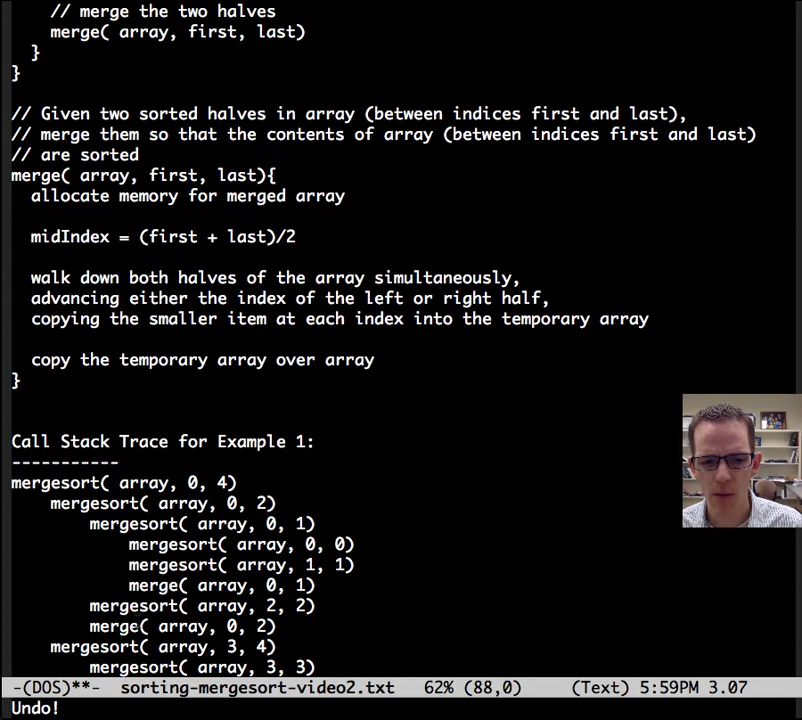 // merge the two halves
merge( array, first, last)
}
}
// Given two sorted halves in array (between indices first and last),
// merge them so that the contents of array (between indices first and last)
// are sorted
merge( array, first, last){
allocate memory for merged array
midIndex = (first + last)/2
walk down both halves of the array simultaneously,
advancing either the index of the left or right half,
copying the smaller item at each index into the temporary array
copy the temporary array over array
}
Call Stack Trace for Example 1:
-----------
mergesort( array, 0, 4)
mergesort( array, 0, 2)
mergesort( array, 0, 1)
mergesort( array, 0, 0)
mergesort( array, 1, 1)
merge( array, 0, 1)
mergesort( array, 2, 2)
merge( array, 0, 2)
mergesort( array, 3, 4)
mergesort( array, 3, 3)
-(DOS)**-  sorting-mergesort-video2.txt   62% (88,0)     (Text) 5:59PM 3.07
Undo!